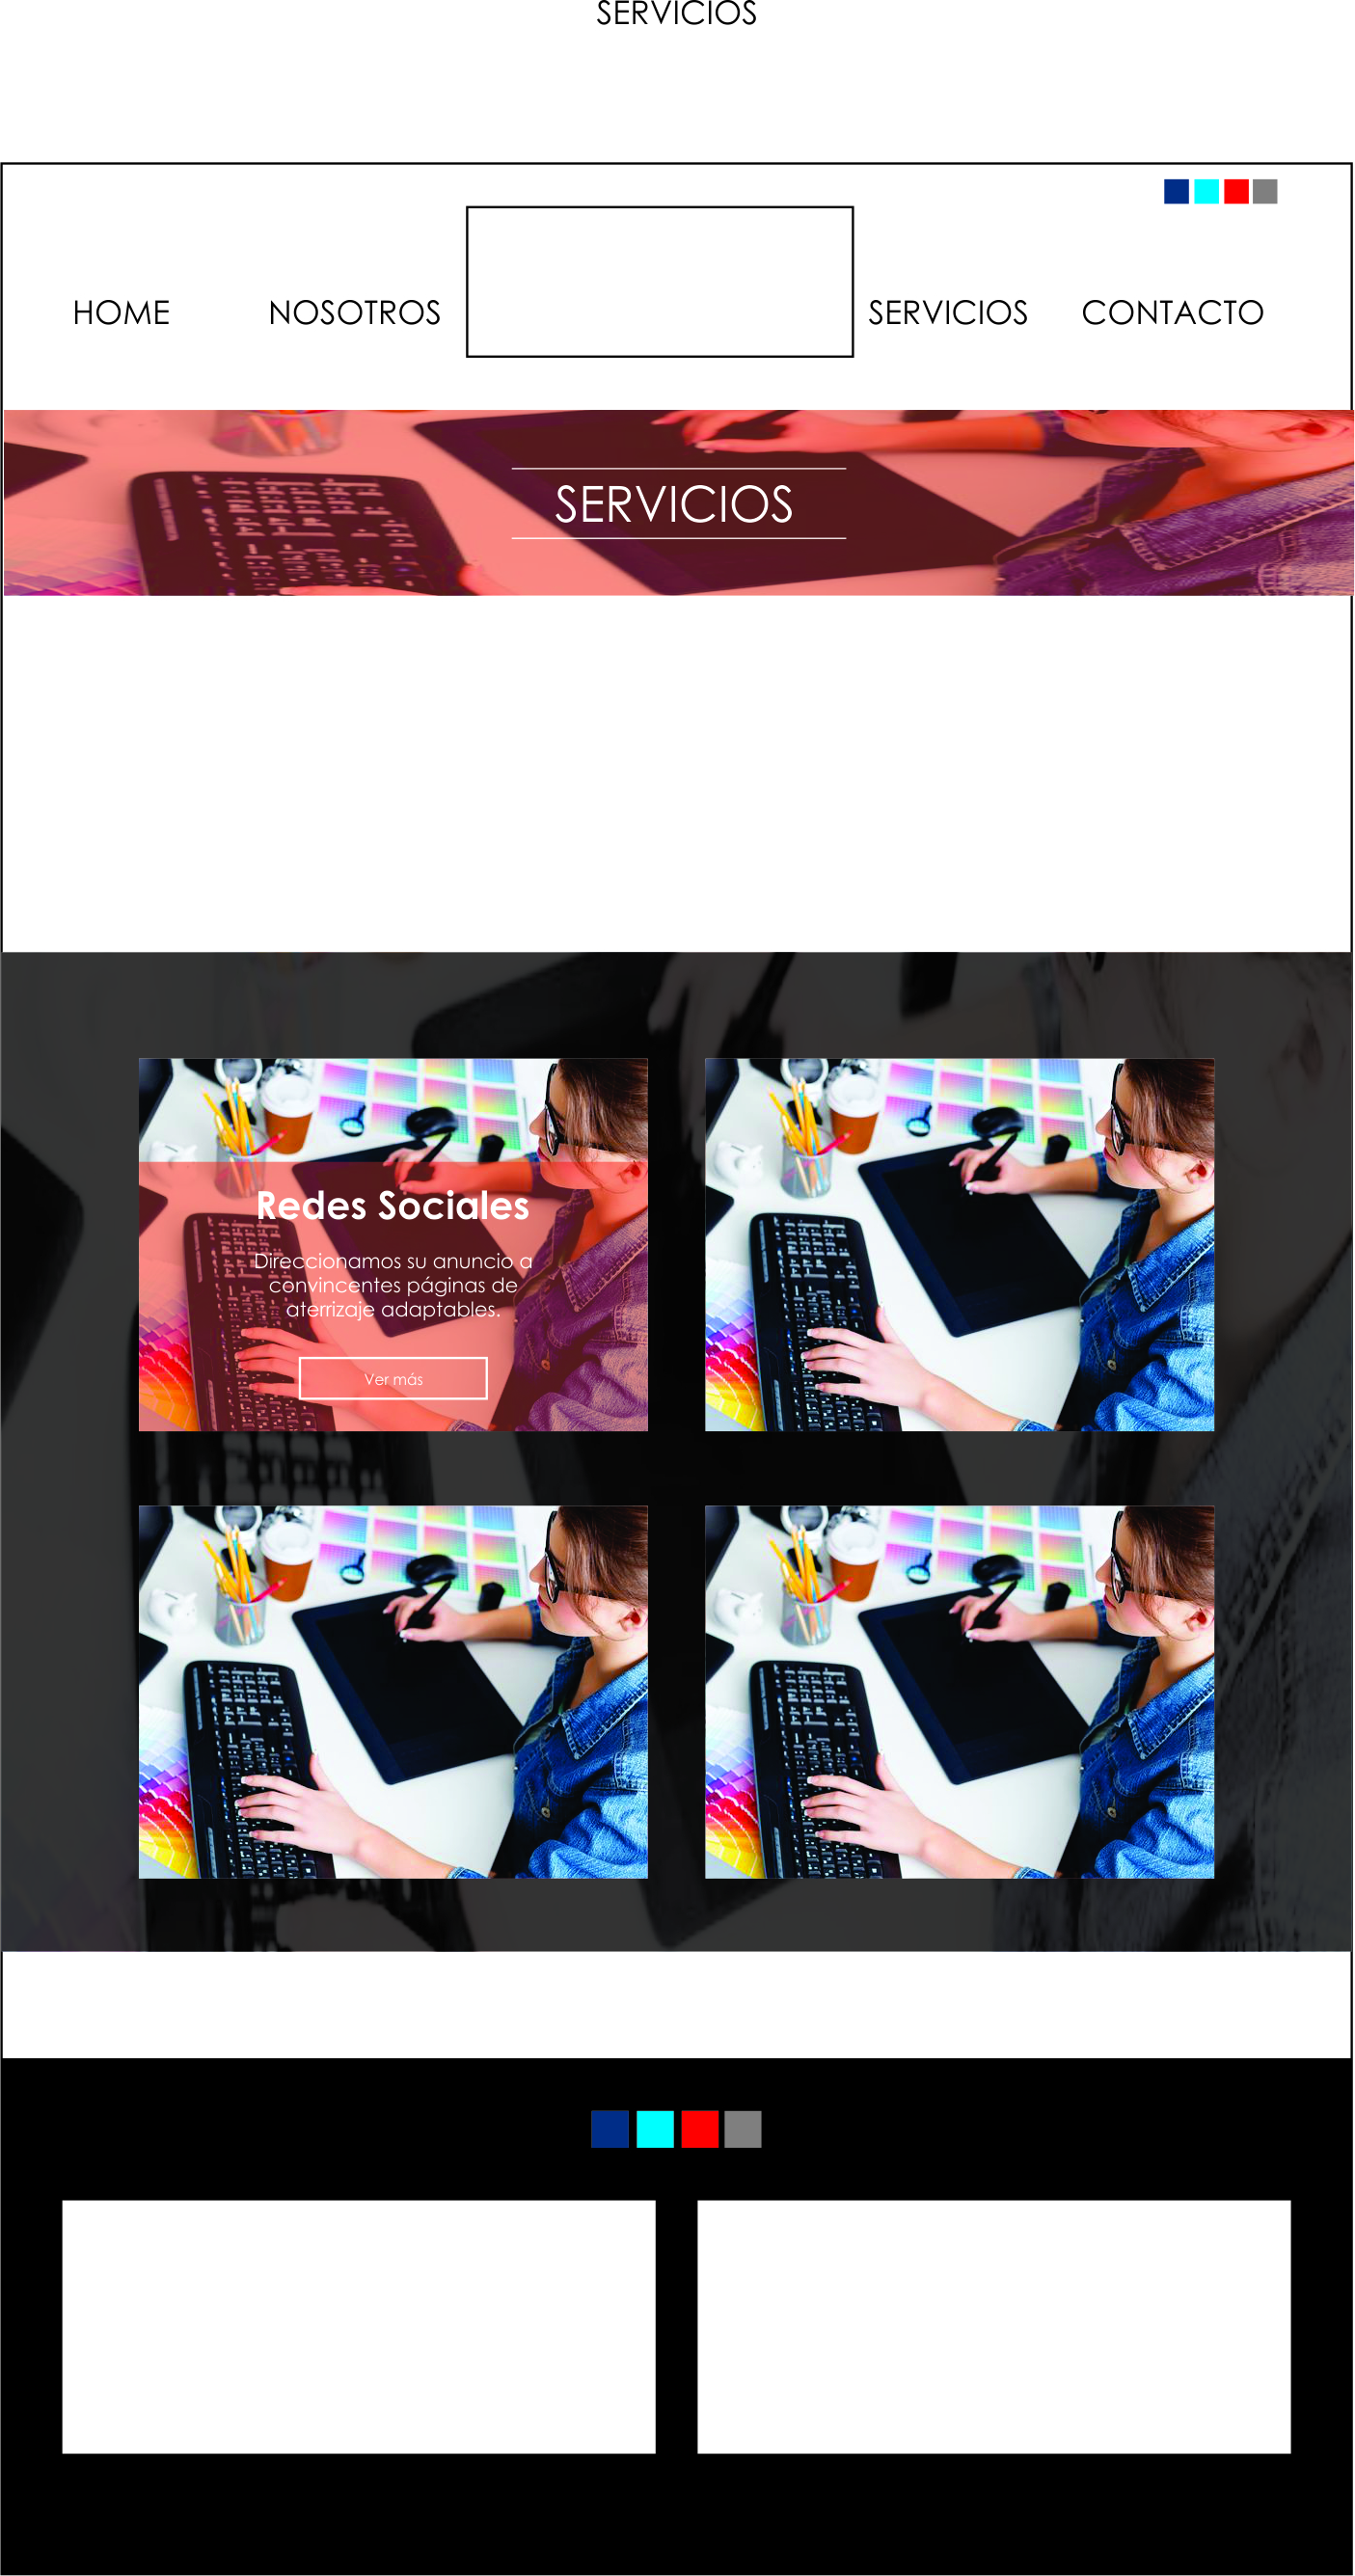 SERVICIOS
HOME
NOSOTROS
SERVICIOS
CONTACTO
SERVICIOS
Redes Sociales
Direccionamos su anuncio a
convincentes páginas de
aterrizaje adaptables.
Ver más